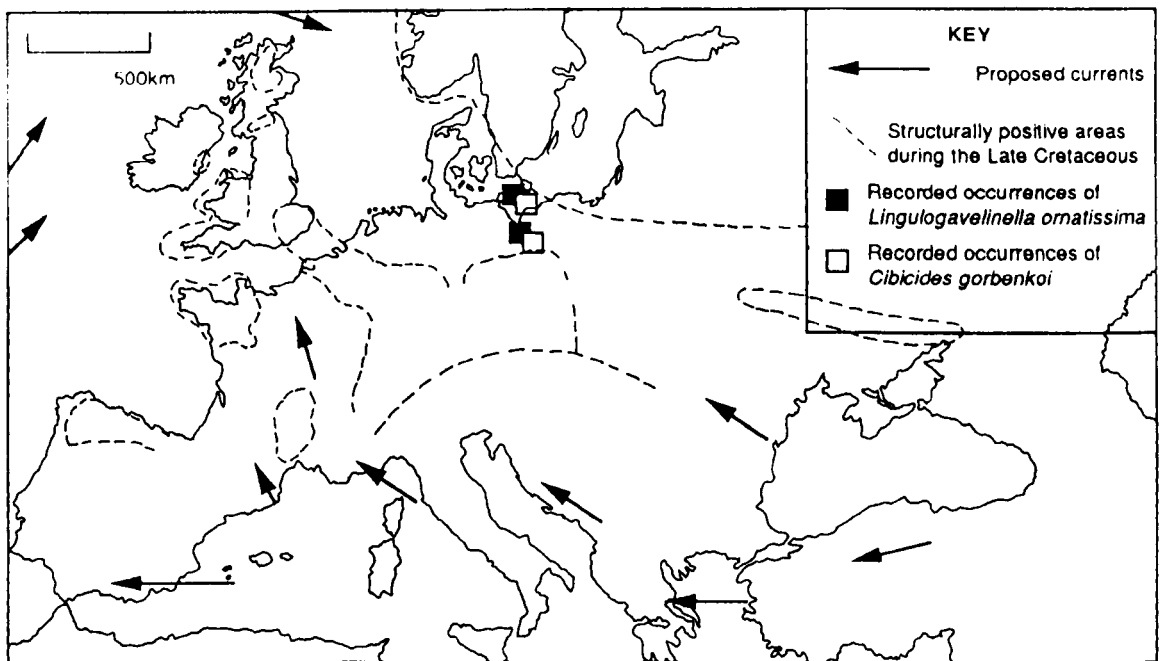 500km
KEY
Proposed currents
Structurally positive areas
during the Late Cretaceous
Recorded occurrences of
Lingulogavelinella ornatissima
Recorded occurrences of
Cibicides gorbenkoi